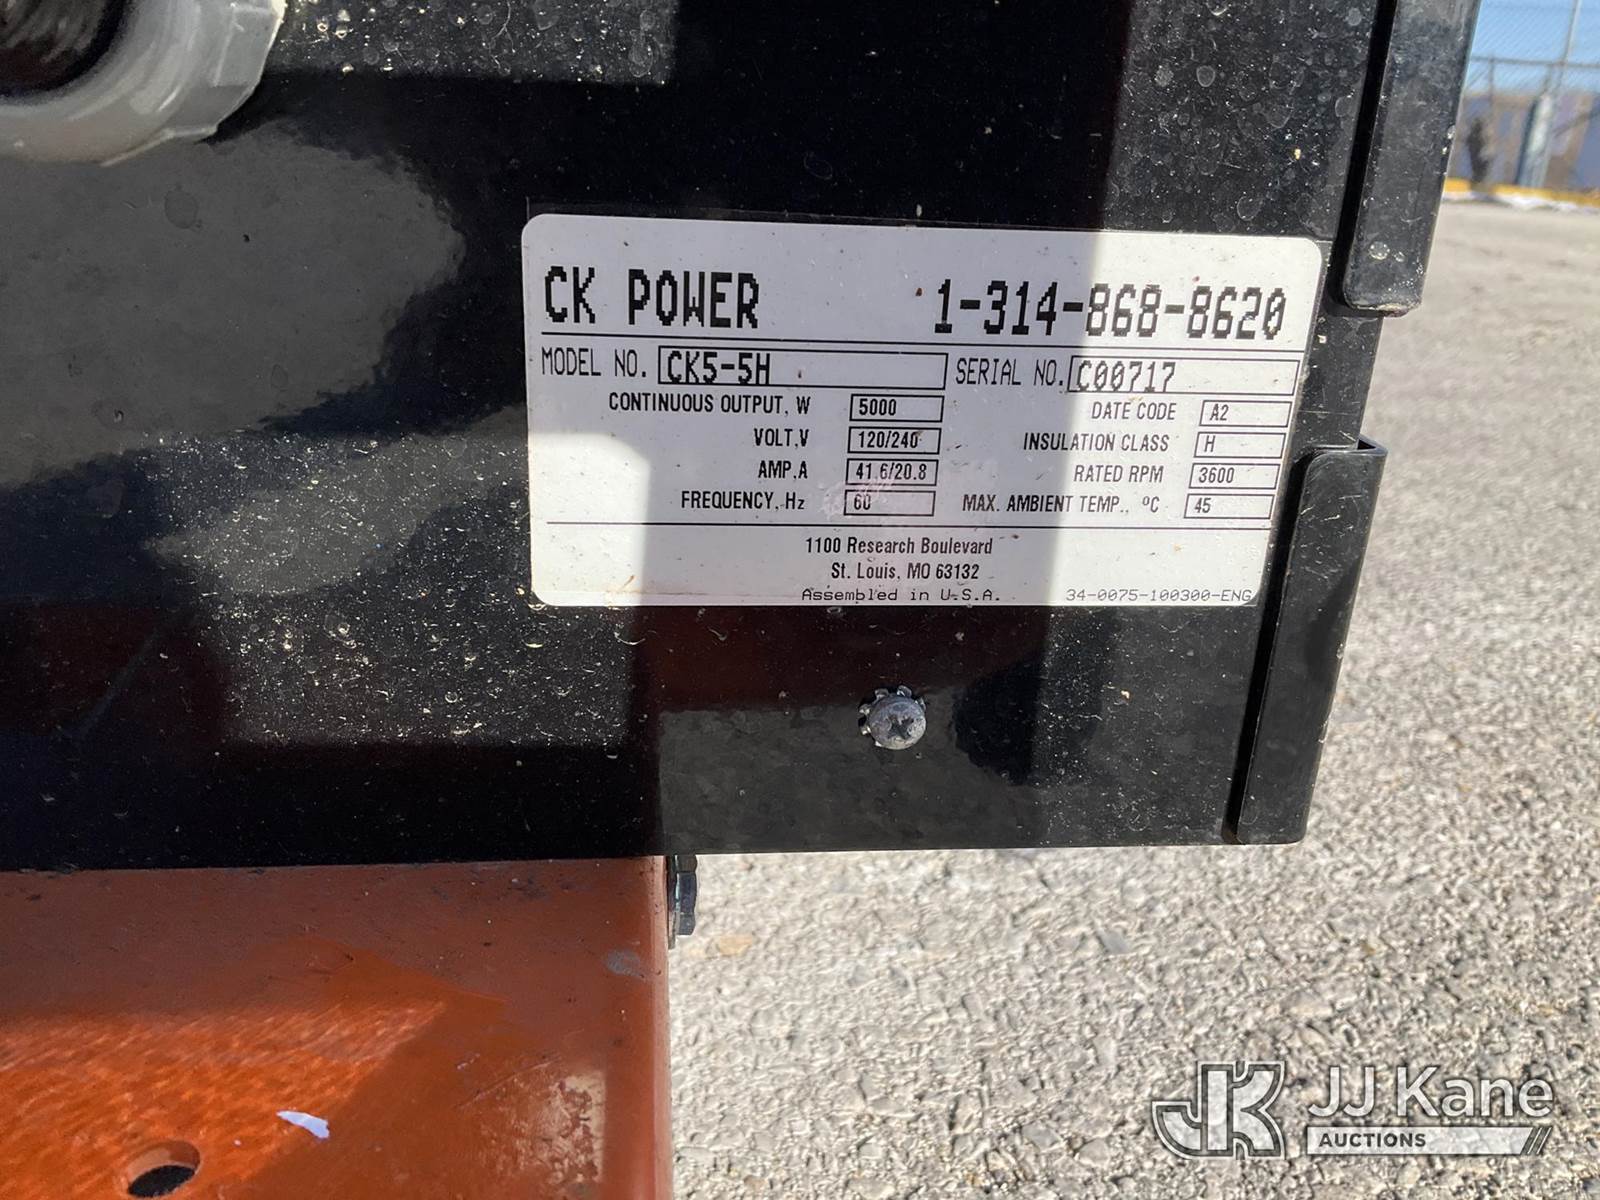 CK POWER 1-314-868-8620
MODEL NO. CK5-5H SERIAL NO. C00717
CONTINUOUS OUTPUT, W 5000 DATE CODE A2
VOLT,V 120/240 INSULATION CLASS H
AMP,A 41.6/20.8 RATED RPM 3600
FREQUENCY, Hz 60 MAX. AMBIENT TEMP., °C 45
1100 Research Boulevard
St. Louis, MO 63132
Assembled in U.S.A. 34-0075-100300-ENG
JK JJ Kane
AUCTIONS